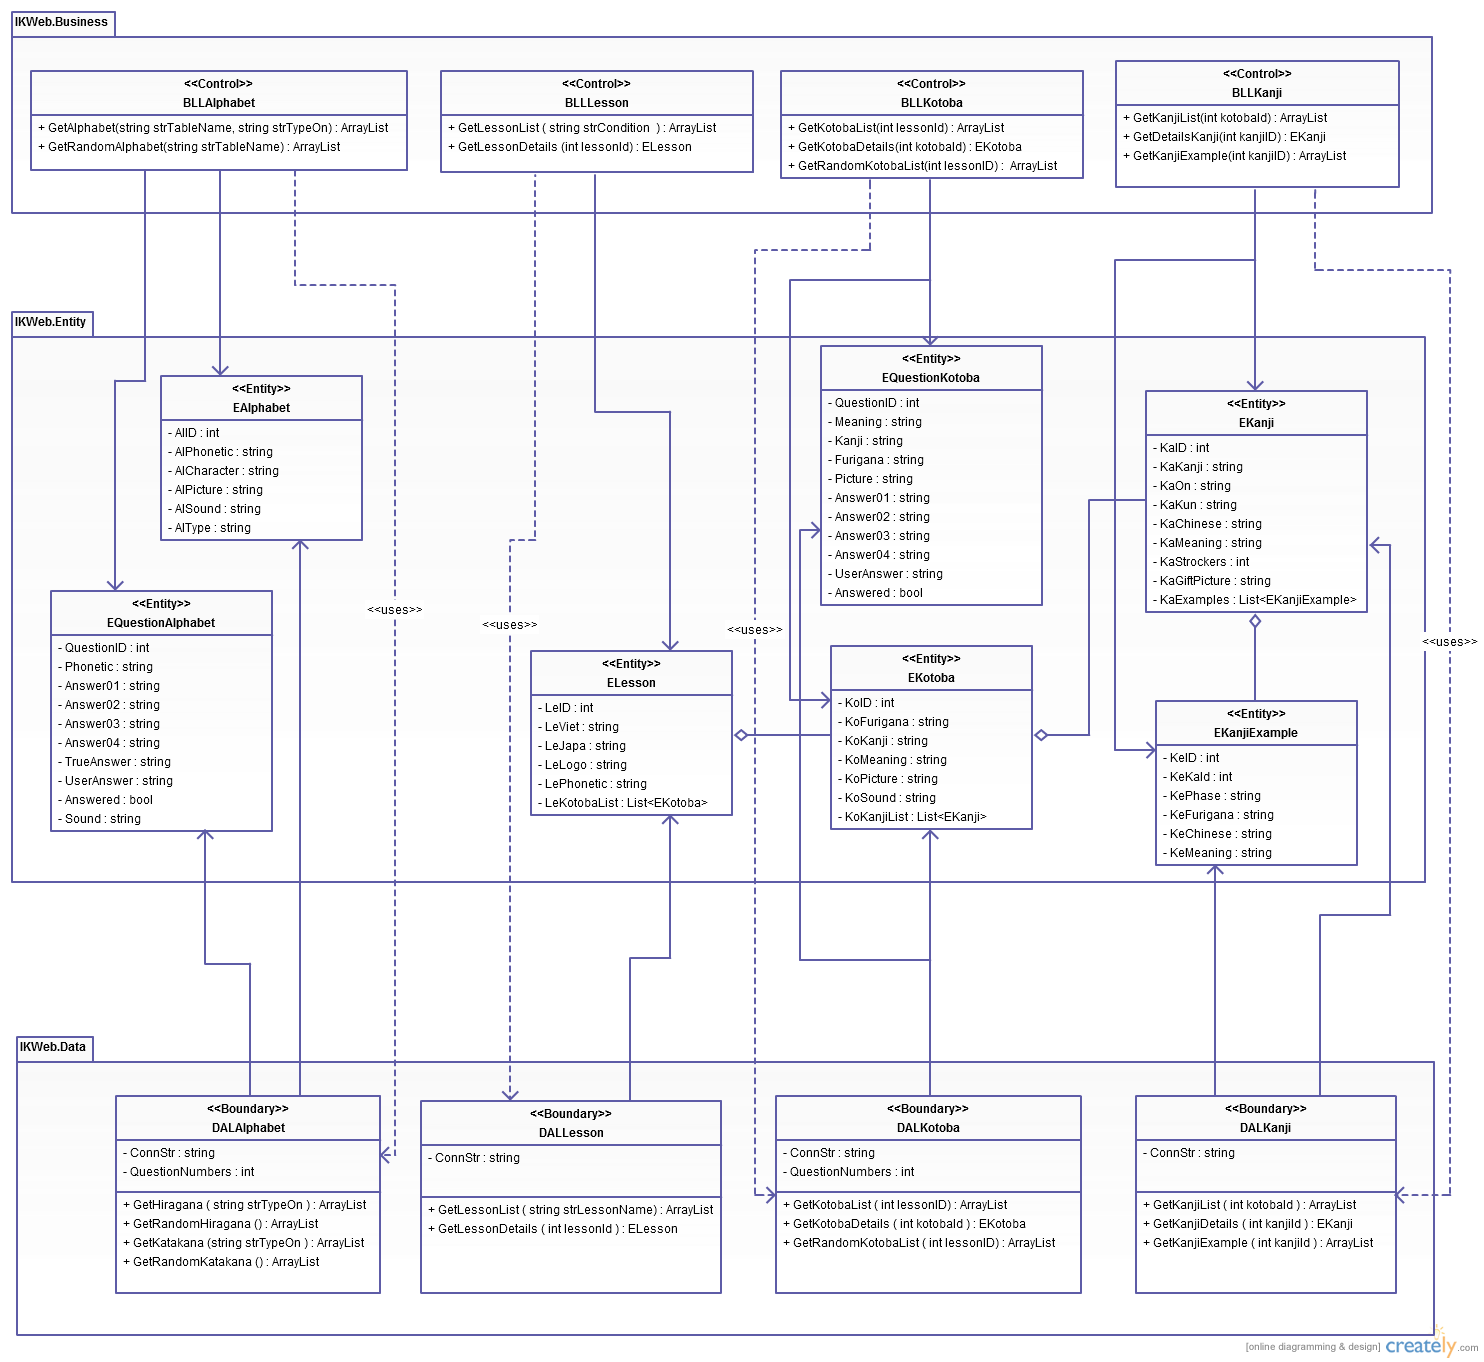 IKWeb.Business
<<Control>>
BLLAlphabet
+ GetAlphabet(string strTableName, string strTypeOn) : ArrayList
+ GetRandomAlphabet(string strTableName) : ArrayList
<<Control>>
BLLLesson
+ GetLessonList ( string strCondition  ) : ArrayList
+ GetLessonDetails (int lessonId) : ELesson
<<Control>>
BLLKotoba
+ GetKotobaList(int lessonId) : ArrayList
+ GetKotobaDetails(int kotobaId) : EKotoba
+ GetRandomKotobaList(int lessonID) :  ArrayList
<<Control>>
BLLKanji
+ GetKanjiList(int kotobaId) : ArrayList
+ GetDetailsKanji(int kanjiID) : EKanji
+ GetKanjiExample(int kanjiID) : ArrayList
IKWeb.Entity
<<Entity>>
EAlphabet
- AlID : int
- AlPhonetic : string
- AlCharacter : string
- AlPicture : string
- AlSound : string
- AlType : string
<<Entity>>
EQuestionAlphabet
- QuestionID : int
- Phonetic : string
- Answer01 : string
- Answer02 : string
- Answer03 : string
- Answer04 : string
- TrueAnswer : string
- UserAnswer : string
- Answered : bool
- Sound : string
<<uses>>
<<uses>>
<<Entity>>
ELesson
- LeID : int
- LeViet : string
- LeJapa : string
- LeLogo : string
- LePhonetic : string
- LeKotobaList : List<EKotoba>
<<uses>>
<<Entity>>
EQuestionKotoba
- QuestionID : int
- Meaning : string
- Kanji : string
- Furigana : string
- Picture : string
- Answer01 : string
- Answer02 : string
- Answer03 : string
- Answer04 : string
- UserAnswer : string
- Answered : bool
<<Entity>>
EKotoba
- KoID : int
- KoFurigana : string
- KoKanji : string
- KoMeaning : string
- KoPicture : string
- KoSound : string
- KoKanjiList : List<EKanji>
<<Entity>>
EKanji
- KaID : int
- KaKanji : string
- KaOn : string
- KaKun : string
- KaChinese : string
- KaMeaning : string
- KaStrockers : int
- KaGiftPicture : string
- KaExamples : List<EKanjiExample>
<<uses>>
<<Entity>>
EKanjiExample
- KeID : int
- KeKaId : int
- KePhase : string
- KeFurigana : string
- KeChinese : string
- KeMeaning : string
IKWeb.Data
<<Boundary>>
DALAlphabet
- ConnStr : string
- QuestionNumbers : int
+ GetHiragana ( string strTypeOn ) : ArrayList
+ GetRandomHiragana () : ArrayList
+ GetKatakana (string strTypeOn ) : ArrayList
+ GetRandomKatakana () : ArrayList
<<Boundary>>
DALLesson
- ConnStr : string
+ GetLessonList ( string strLessonName) : ArrayList
+ GetLessonDetails ( int lessonId ) : ELesson
<<Boundary>>
DALKotoba
- ConnStr : string
- QuestionNumbers : int
+ GetKotobaList ( int lessonID) : ArrayList
+ GetKotobaDetails ( int kotobaId ) : EKotoba
+ GetRandomKotobaList ( int lessonID) : ArrayList
<<Boundary>>
DALKanji
- ConnStr : string
+ GetKanjiList ( int kotobaId ) : ArrayList
+ GetKanjiDetails ( int kanjiId ) : EKanji
+ GetKanjiExample ( int kanjiId ) : ArrayList
[online diagramming & design] creately.com